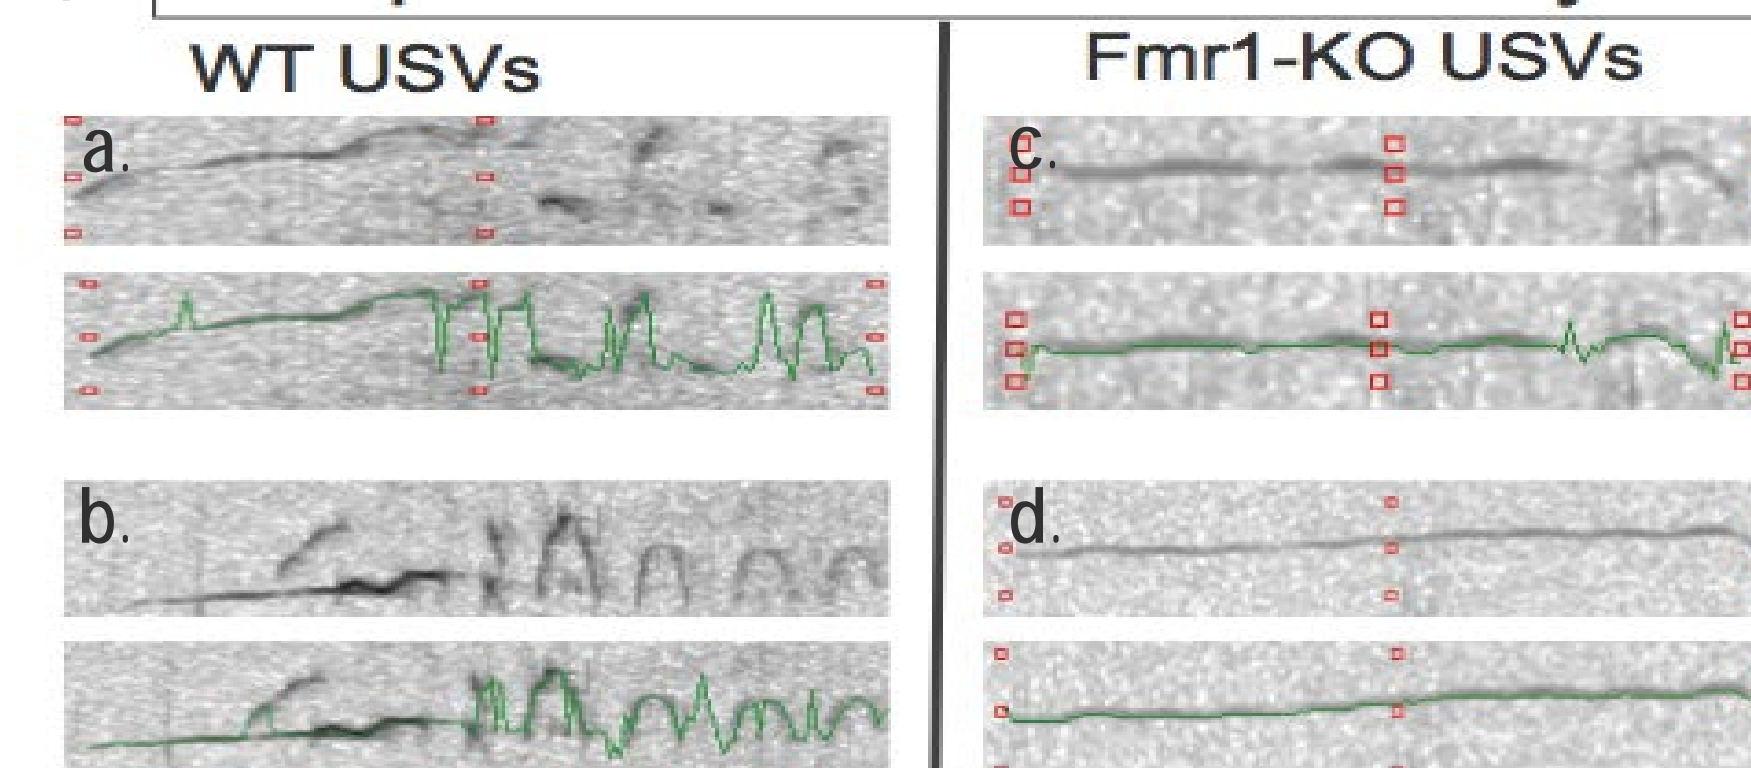 WT USVs
Fmr1-KO USVs
a.
c.
b.
d.